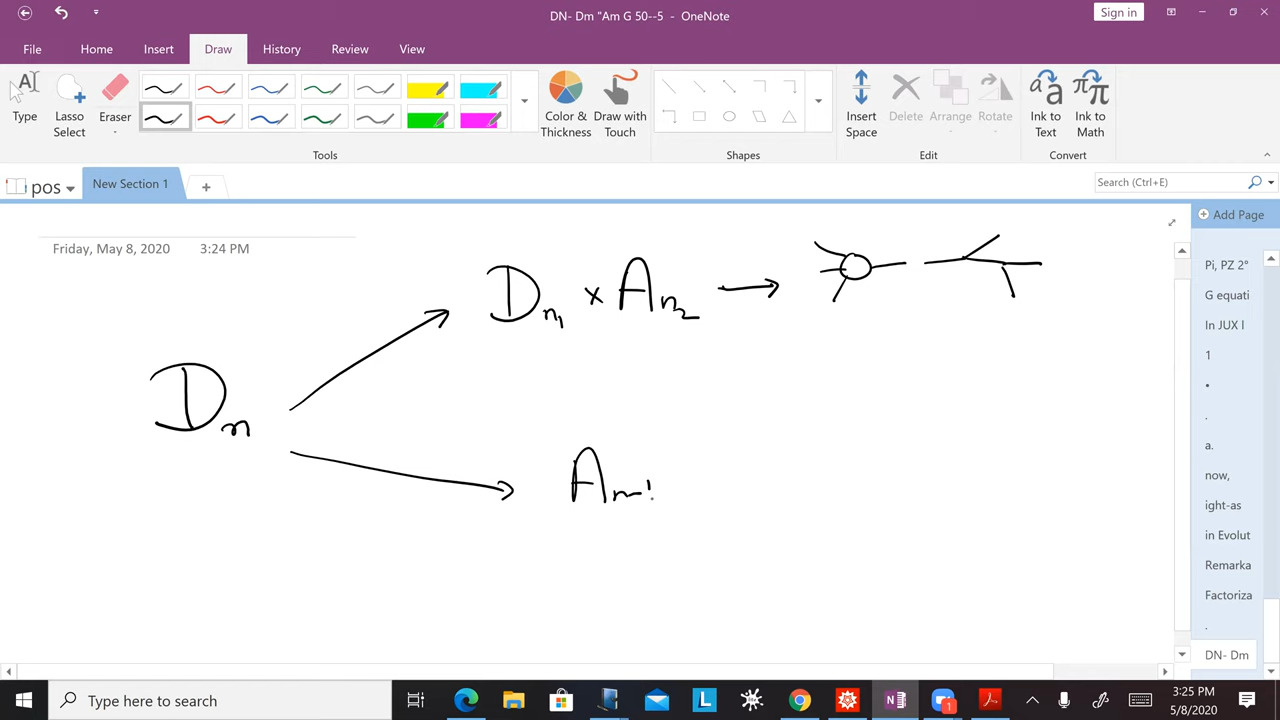 DN- Dm "Am G 50--5 - OneNote
Sign in
File Home Insert Draw History Review View
Type
Lasso Select
Eraser
Color & Thickness
Draw with Touch
Insert Space
Delete
Arrange
Rotate
Ink to Text
Ink to Math
Tools
Shapes
Edit
Convert
pos
New Section 1
Search (Ctrl+E)
Add Page
Friday, May 8, 2020 3:24 PM
D n1 × A n2 →
D n
A
Pi, PZ 2°
G equati
In JUX l
1
•
.
a.
now,
ight-as
in Evolut
Remarka
Factoriza
.
DN- Dm
Type here to search
3:25 PM
5/8/2020